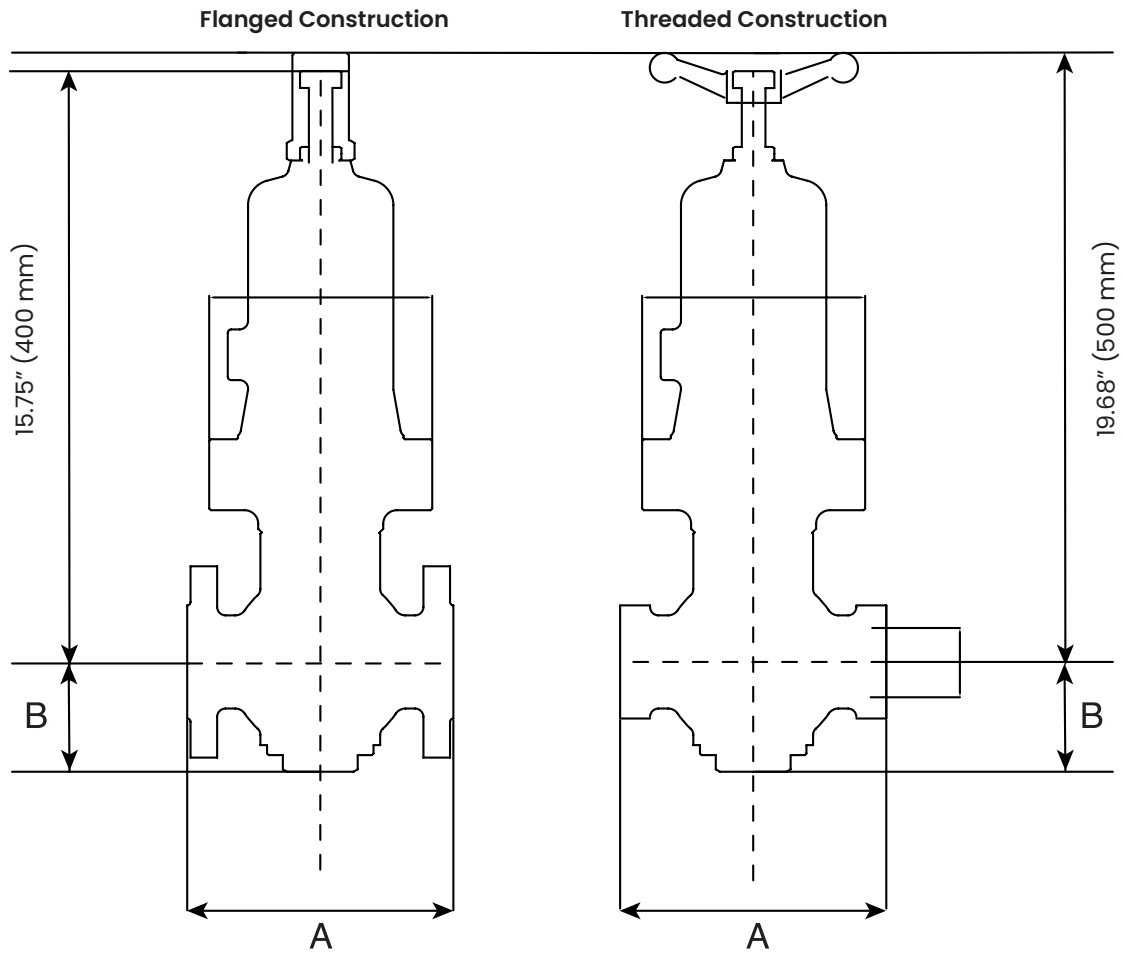 Flanged Construction
Threaded Construction
15.75” (400 mm)
19.68” (500 mm)
B
B
A
A